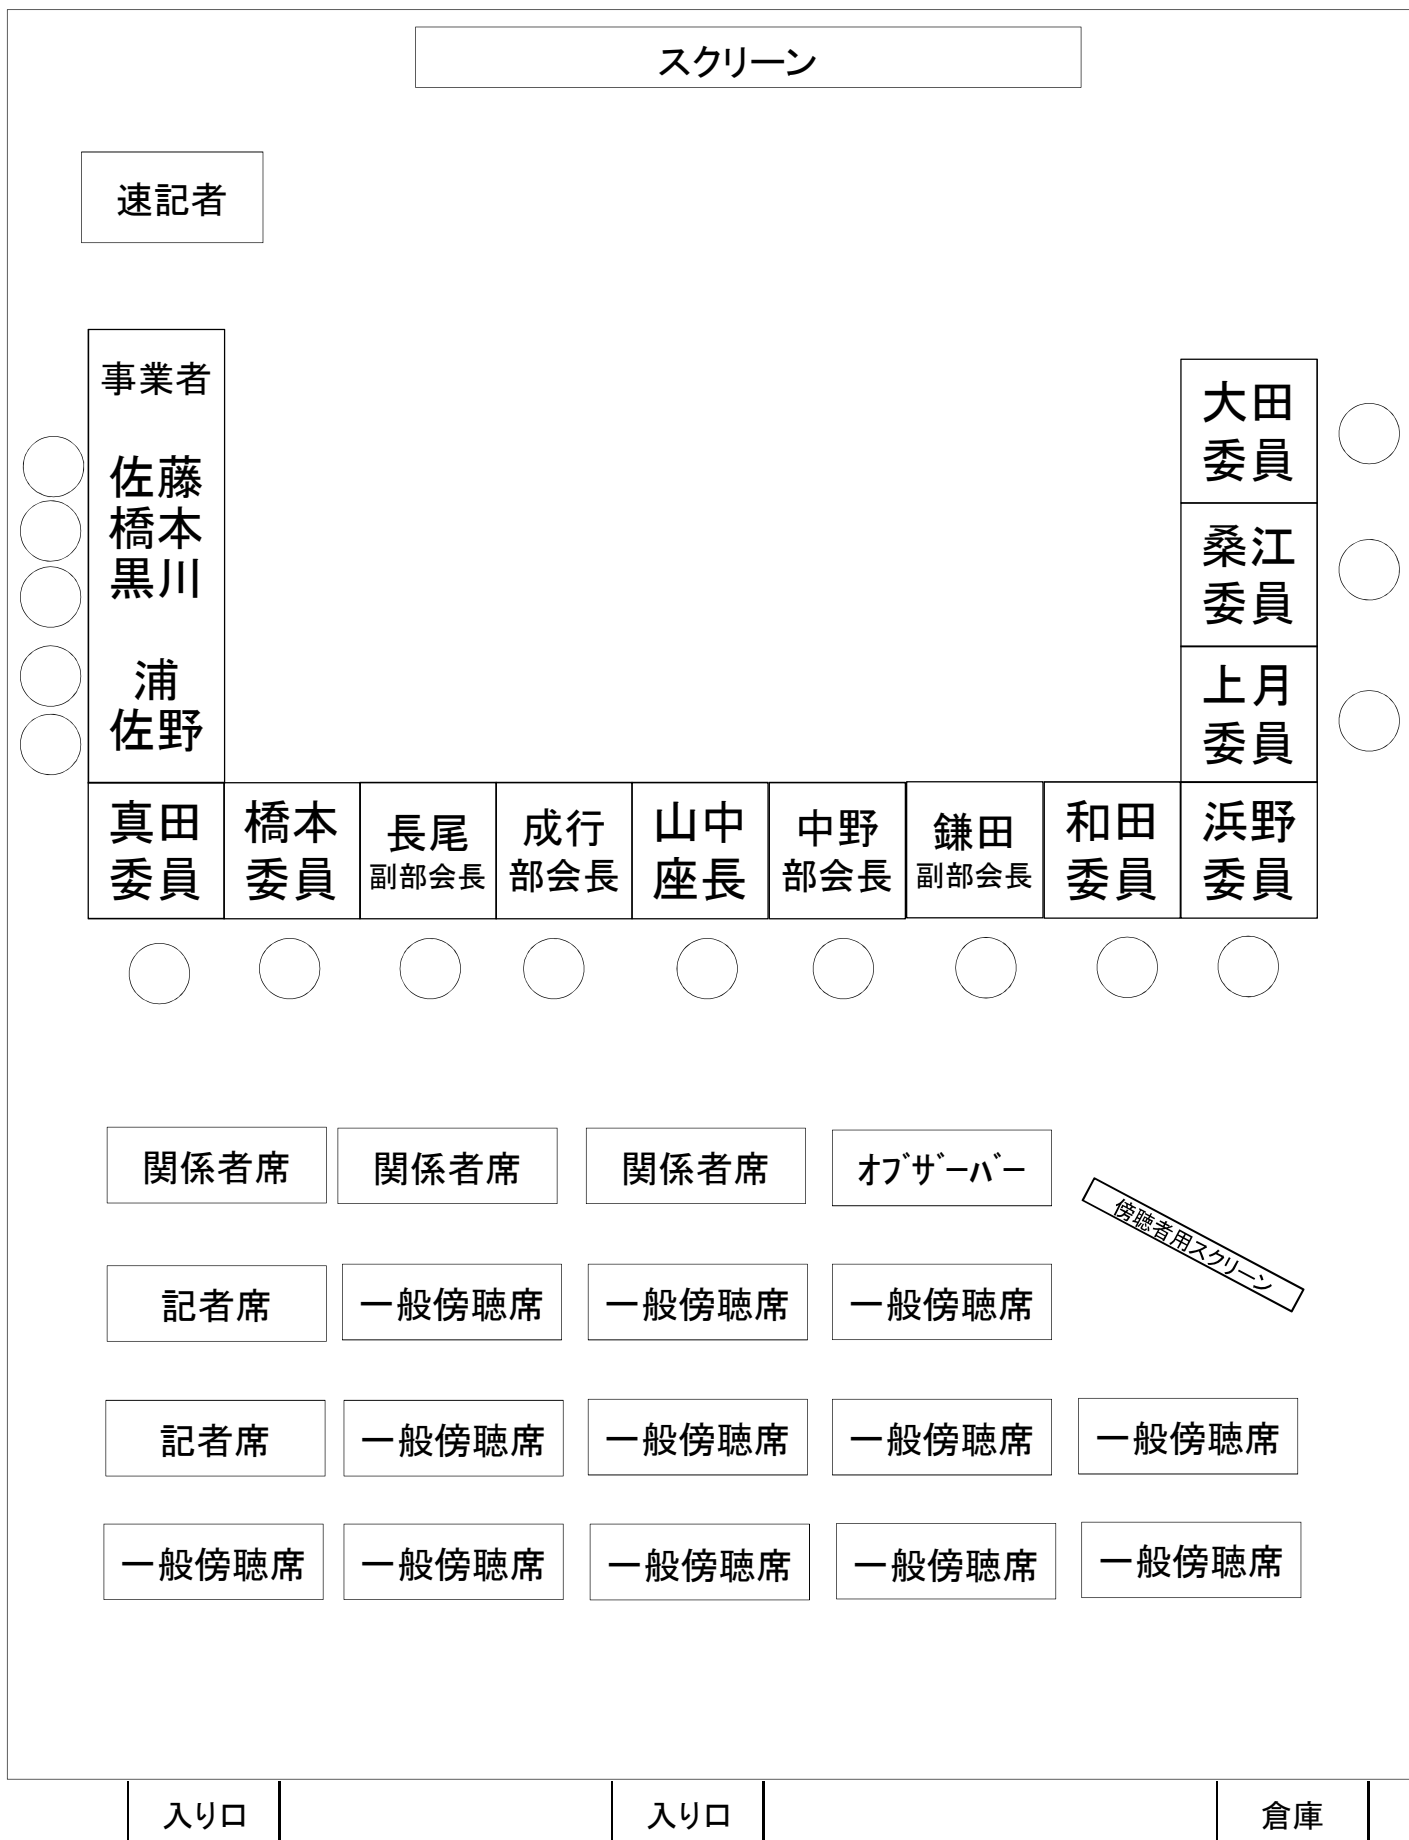 スクリーン
速記者
事業者
佐藤
橋本
黒川
浦
佐野
大田
委員
桑江
委員
上月
委員
真田
委員
橋本
委員
長尾
副部会長
成行
部会長
山中
座長
中野
部会長
鎌田
副部会長
和田
委員
浜野
委員
関係者席
関係者席
関係者席
オブザーバー
傍聴者用スクリーン
記者席
一般傍聴席
一般傍聴席
一般傍聴席
記者席
一般傍聴席
一般傍聴席
一般傍聴席
一般傍聴席
一般傍聴席
一般傍聴席
一般傍聴席
一般傍聴席
一般傍聴席
入り口
入り口
倉庫